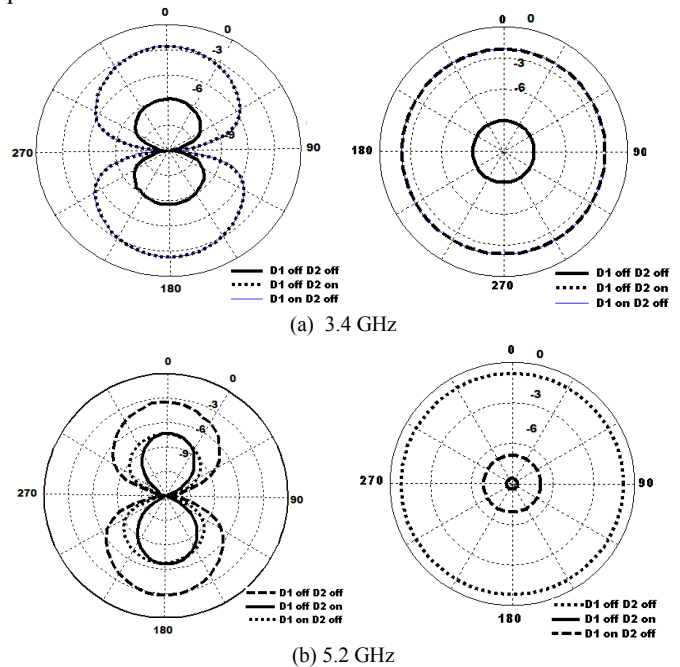 0
0
-3
-6
-9
270
90
180
D1 off D2 off
D1 off D2 on
D1 on D2 off
0 0
-3
-6
180
90
270
D1 off D2 off
D1 off D2 on
D1 on D2 off
(a) 3.4 GHz
0
0
-3
-6
-9
270
90
180
D1 off D2 off
D1 off D2 on
D1 on D2 off
0 0
-3
-6
270
90
180
D1 off D2 off
D1 off D2 on
D1 on D2 off
(b) 5.2 GHz